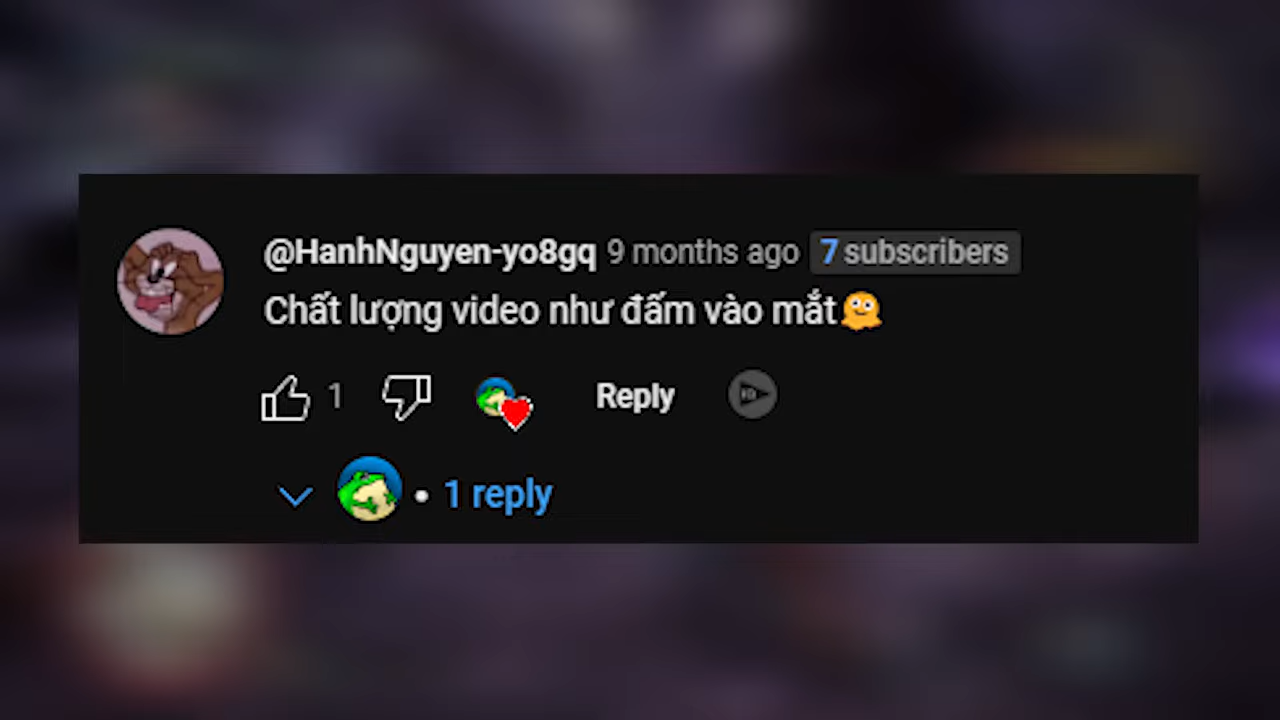 @HanhNguyen-yo8gq 9 months ago 7 subscribers
Chất lượng video như đấm vào mắt🫠
1 Reply
• 1 reply